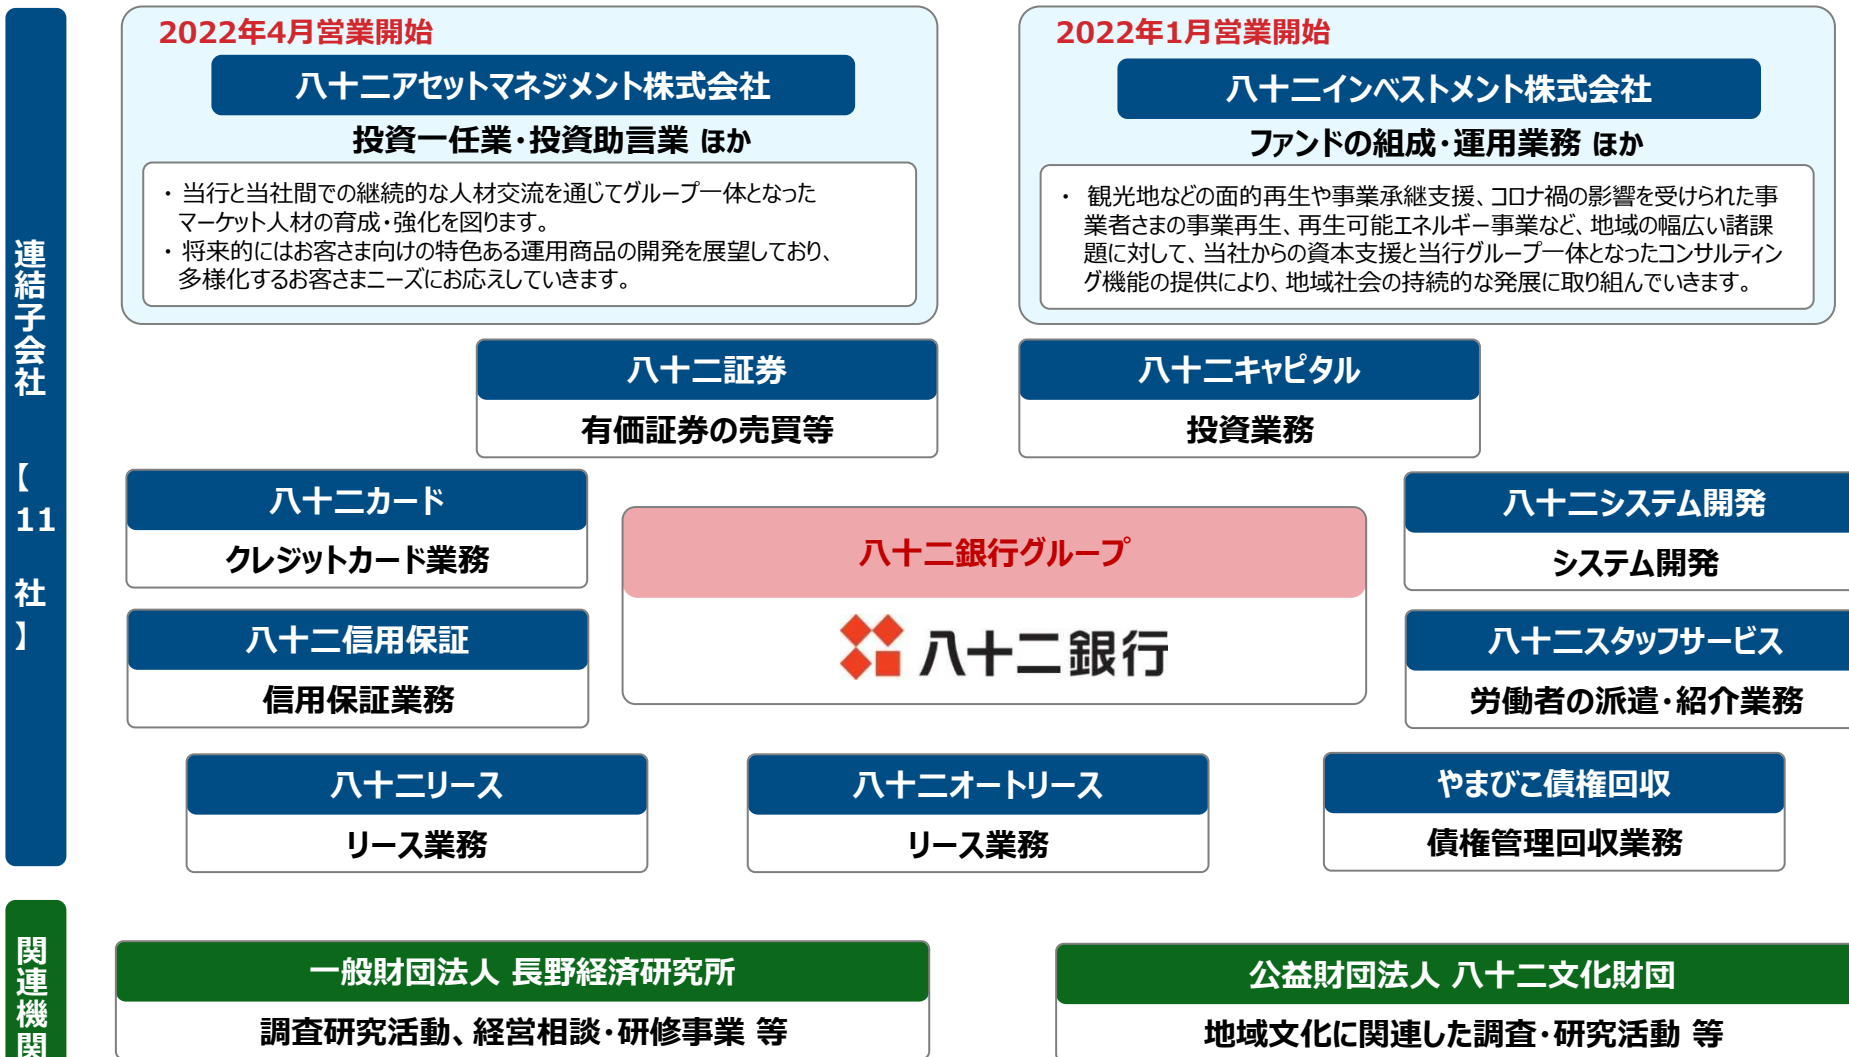 連結子会社
【11社】
2022年4月営業開始
八十二アセットマネジメント株式会社
投資一任業・投資助言業 ほか
・ 当行と当社間での継続的な人材交流を通じてグループ一体となった
マーケット人材の育成・強化を図ります。
・ 将来的にはお客さま向けの特色ある運用商品の開発を展望しており、
多様化するお客さまニーズにお応えしていきます。
2022年1月営業開始
八十二インベストメント株式会社
ファンドの組成・運用業務 ほか
・ 観光地などの面的再生や事業承継支援、コロナ禍の影響を受けられた事
業者さまの事業再生、再生可能エネルギー事業など、地域の幅広い諸課
題に対して、当社からの資本支援と当行グループ一体となったコンサルティン
グ機能の提供により、地域社会の持続的な発展に取り組んでいきます。
八十二証券
有価証券の売買等
八十二キャピタル
投資業務
八十二カード
クレジットカード業務
八十二信用保証
信用保証業務
八十二銀行グループ
八十二銀行
八十二システム開発
システム開発
八十二スタッフサービス
労働者の派遣・紹介業務
八十二リース
リース業務
八十二オートリース
リース業務
やまびこ債権回収
債権管理回収業務
関連機関
一般財団法人 長野経済研究所
調査研究活動、経営相談・研修事業 等
公益財団法人 八十二文化財団
地域文化に関連した調査・研究活動 等